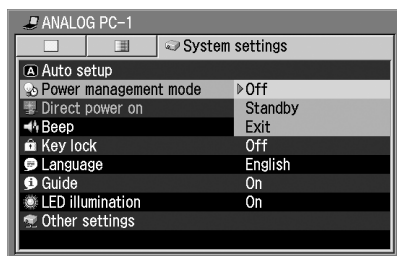 ANALOG PC-1
System settings
A Auto setup
Power management mode Off
Direct power on Standby
Beep Exit
Key lock Off
Language English
Guide On
LED illumination On
Other settings